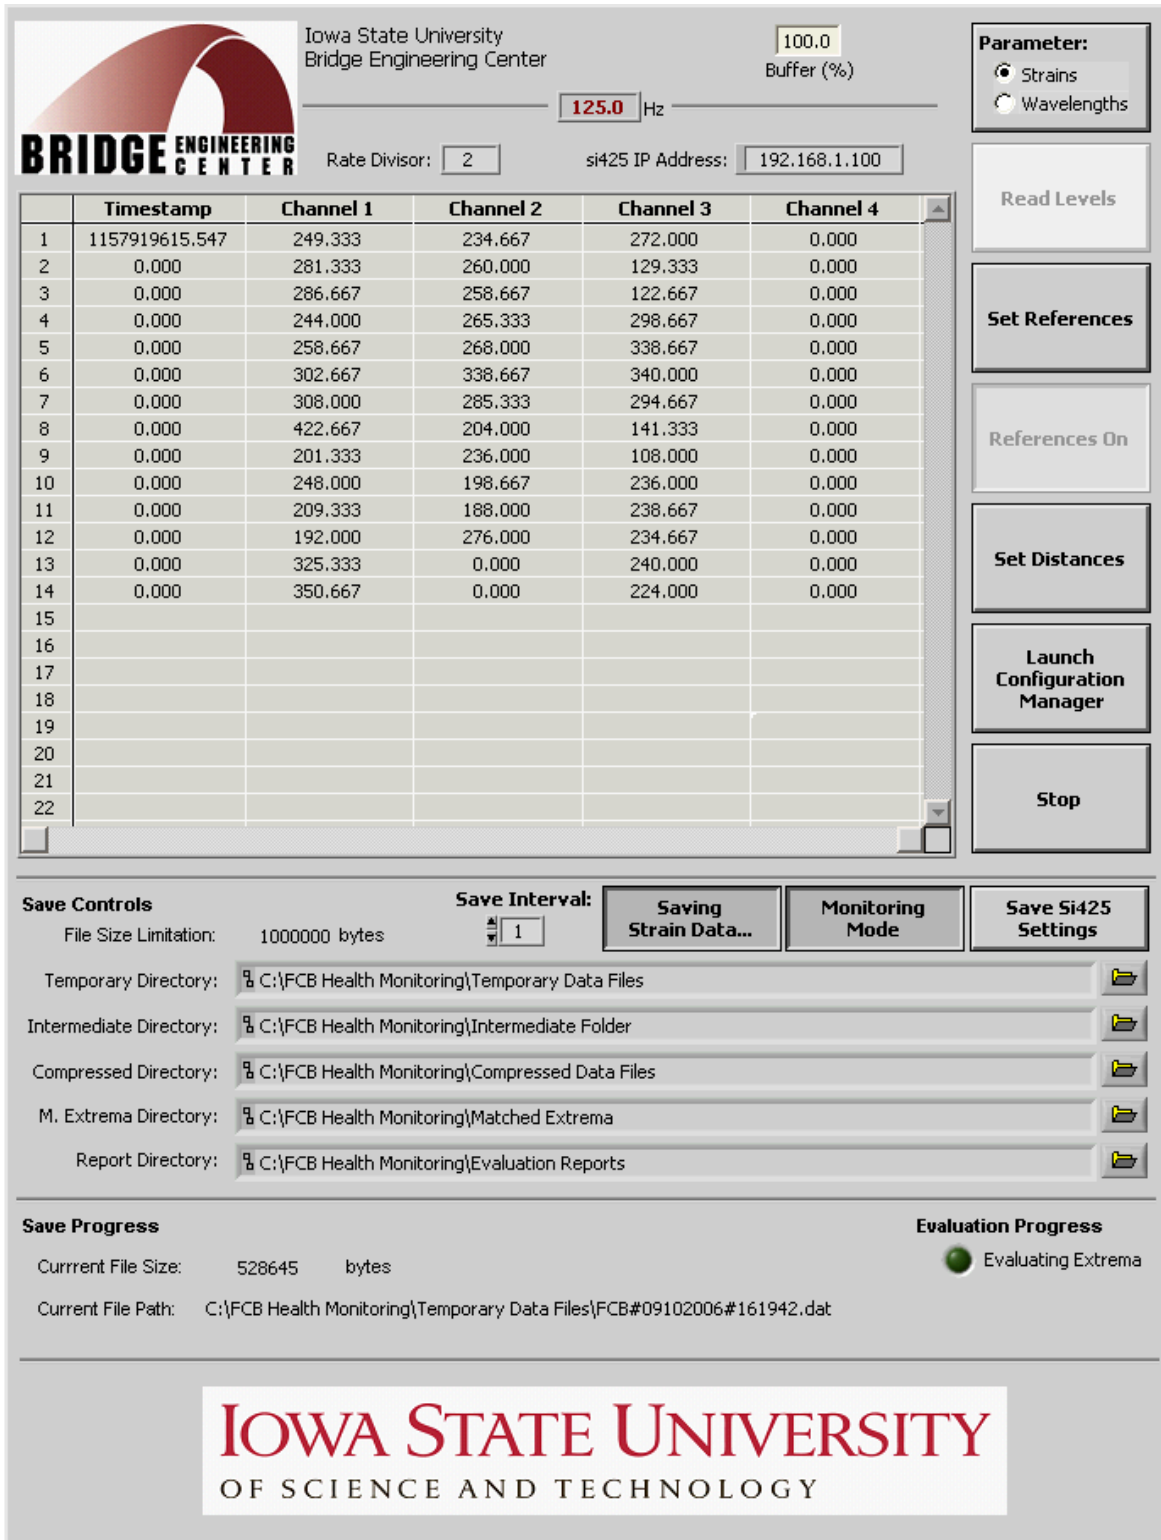 Iowa State University
Bridge Engineering Center
100.0
Buffer (%)
125.0 Hz
BRIDGE ENGINEERING
CENTER
Rate Divisor: 2 si425 IP Address: 192.168.1.100
Parameter:
Strains
Wavelengths
Read Levels
Set References
References On
Set Distances
Launch
Configuration
Manager
Stop
Timestamp Channel 1 Channel 2 Channel 3 Channel 4
1 1157919615.547 249.333 234.667 272.000 0.000
2 0.000 281.333 260.000 129.333 0.000
3 0.000 286.667 258.667 122.667 0.000
4 0.000 244.000 265.333 298.667 0.000
5 0.000 258.667 268.000 338.667 0.000
6 0.000 302.667 338.667 340.000 0.000
7 0.000 308.000 285.333 294.667 0.000
8 0.000 422.667 204.000 141.333 0.000
9 0.000 201.333 236.000 108.000 0.000
10 0.000 248.000 198.667 236.000 0.000
11 0.000 209.333 188.000 238.667 0.000
12 0.000 192.000 276.000 234.667 0.000
13 0.000 325.333 0.000 240.000 0.000
14 0.000 350.667 0.000 224.000 0.000
15
16
17
18
19
20
21
22
Save Controls
File Size Limitation: 1000000 bytes
Save Interval:
1
Saving
Strain Data...
Monitoring
Mode
Save Si425
Settings
Temporary Directory: C:\FCB Health Monitoring\Temporary Data Files
Intermediate Directory: C:\FCB Health Monitoring\Intermediate Folder
Compressed Directory: C:\FCB Health Monitoring\Compressed Data Files
M. Extrema Directory: C:\FCB Health Monitoring\Matched Extrema
Report Directory: C:\FCB Health Monitoring\Evaluation Reports
Save Progress
Currrent File Size: 528645 bytes
Current File Path: C:\FCB Health Monitoring\Temporary Data Files\FCB#09102006#161942.dat
Evaluation Progress
Evaluating Extrema
IOWA STATE UNIVERSITY
OF SCIENCE AND TECHNOLOGY